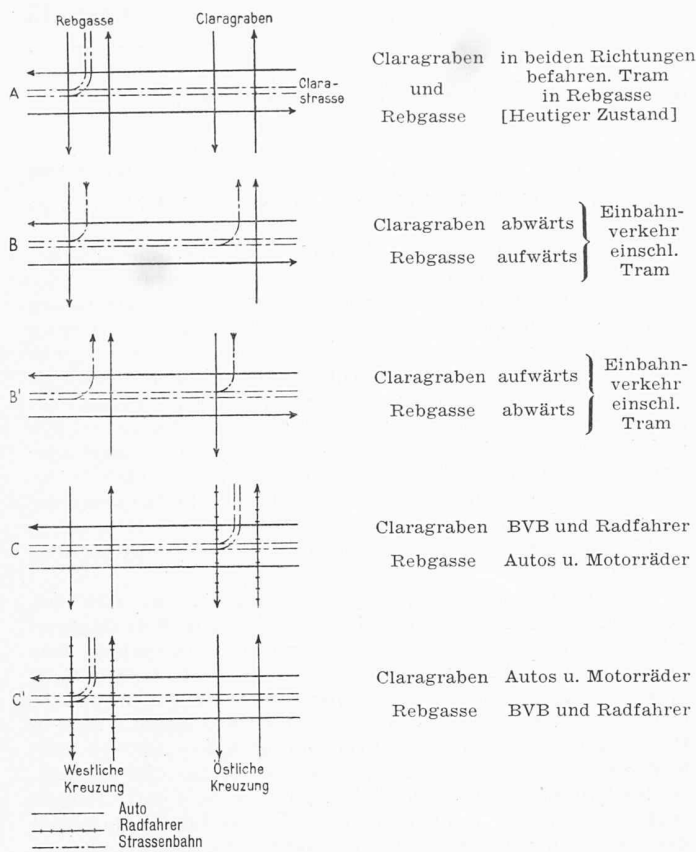 Rebgasse
Claragraben
A
Clara-
strasse
Claragraben in beiden Richtungen
befahren. Tram
und
in Rebgasse
Rebgasse [Heutiger Zustand]
B
Claragraben abwärts
Rebgasse aufwärts
Einbahn-
verkehr
einschl.
Tram
B'
Claragraben aufwärts
Rebgasse abwärts
Einbahn-
verkehr
einschl.
Tram
C
Claragraben BVB und Radfahrer
Rebgasse Autos u. Motorräder
C'
Claragraben Autos u. Motorräder
Rebgasse BVB und Radfahrer
Westliche
Kreuzung
Östliche
Kreuzung
Auto
Radfahrer
Strassenbahn